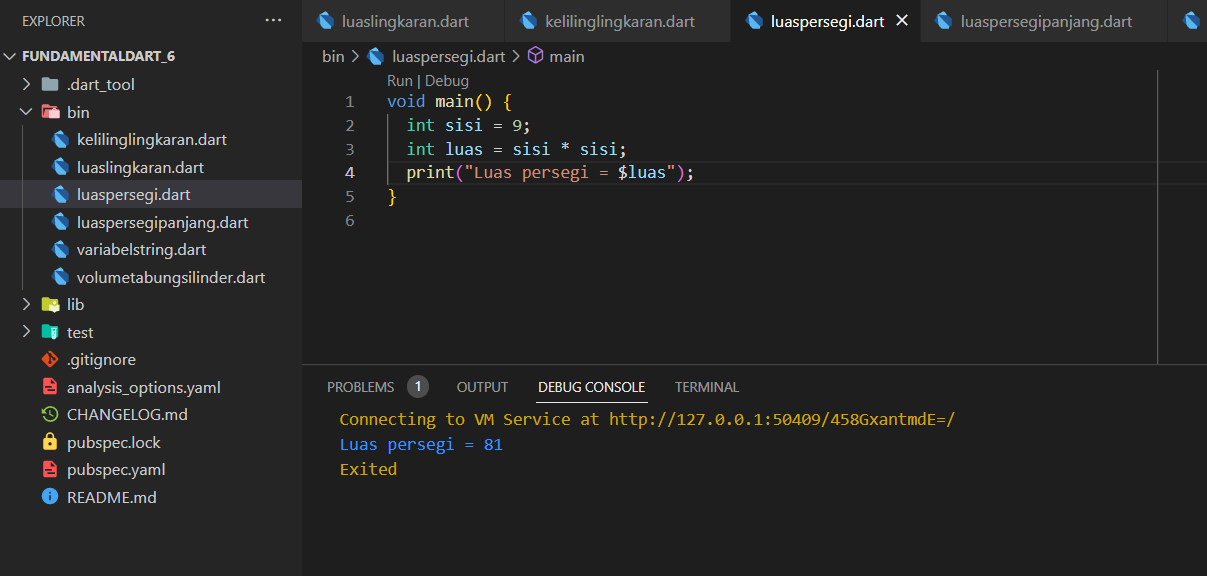 EXPLORER ...
FUNDAMENTALDART_6
.dart_tool
bin
kelilinglingkaran.dart
luaslingkaran.dart
luaspersegi.dart
luaspersegipanjang.dart
variabelstring.dart
volumetabungsilinder.dart
lib
test
.gitignore
analysis_options.yaml
CHANGELOG.md
pubspec.lock
pubspec.yaml
README.md
luaslingkaran.dart kelilinglingkaran.dart luaspersegi.dart luaspersegipanjang.dart
bin > luaspersegi.dart > main
Run | Debug
1 void main() {
2 int sisi = 9;
3 int luas = sisi * sisi;
4 print("Luas persegi = $luas");
5 }
6
PROBLEMS 1 OUTPUT DEBUG CONSOLE TERMINAL
Connecting to VM Service at http://127.0.0.1:50409/458GxantmdE=/
Luas persegi = 81
Exited